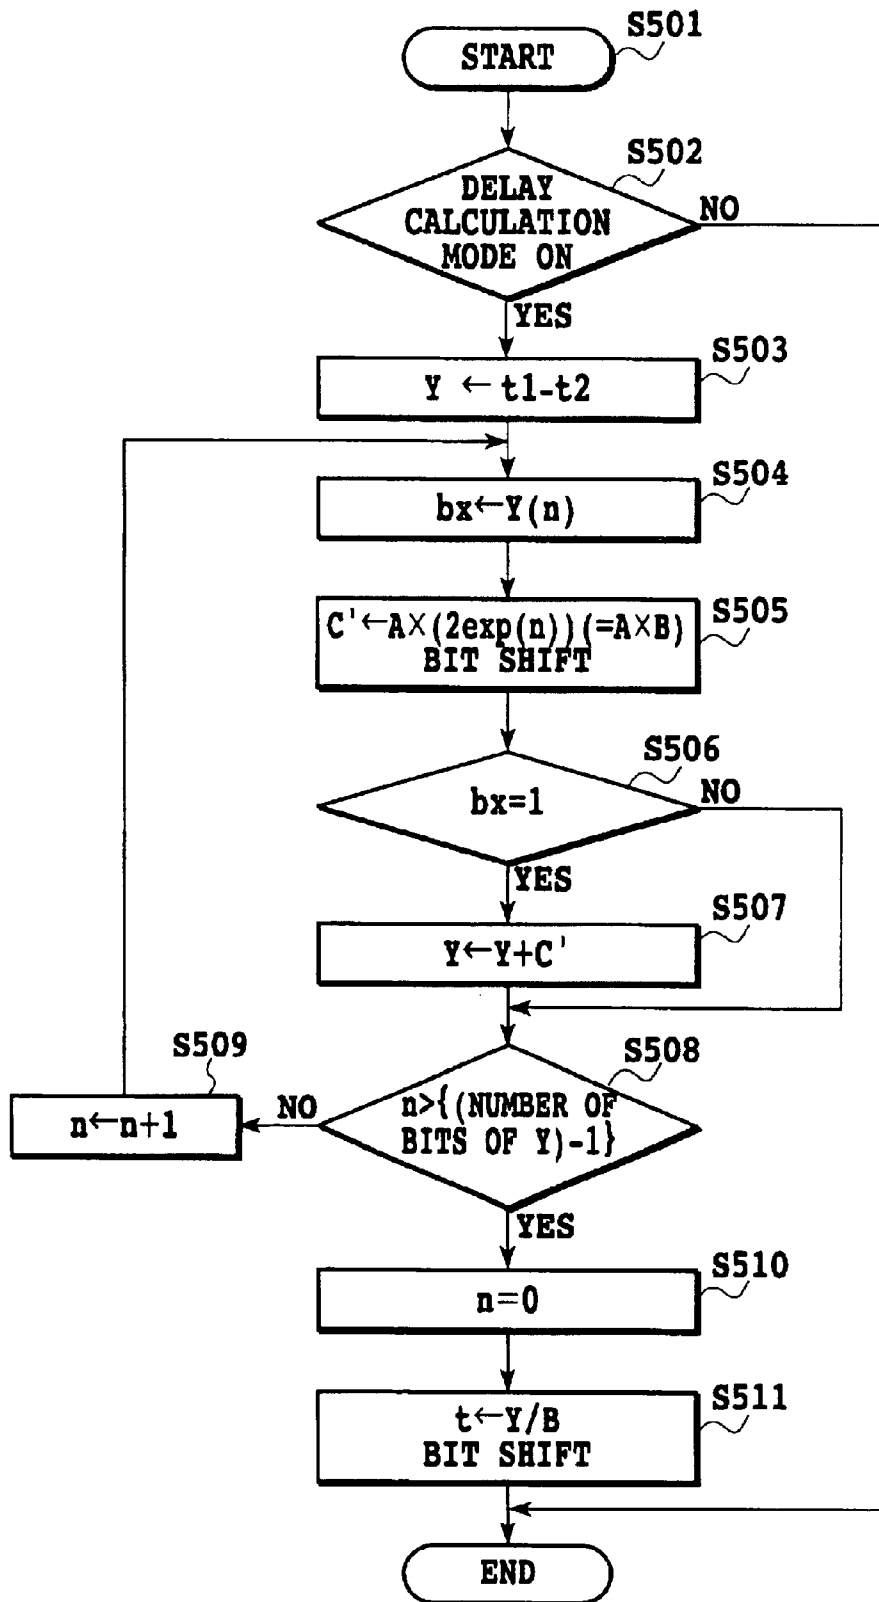 S501
START
S502
DELAY
CALCULATION
MODE ON
NO
YES
S503
Y ← t1-t2
S504
bx←Y(n)
S505
C'←A×(2exp(n))(=A×B)
BIT SHIFT
S506
bx=1
NO
YES
S507
Y←Y+C'
S508
n>{(NUMBER OF
BITS OF Y)-1}
NO
S509
n←n+1
YES
S510
n=0
S511
t←Y/B
BIT SHIFT
END